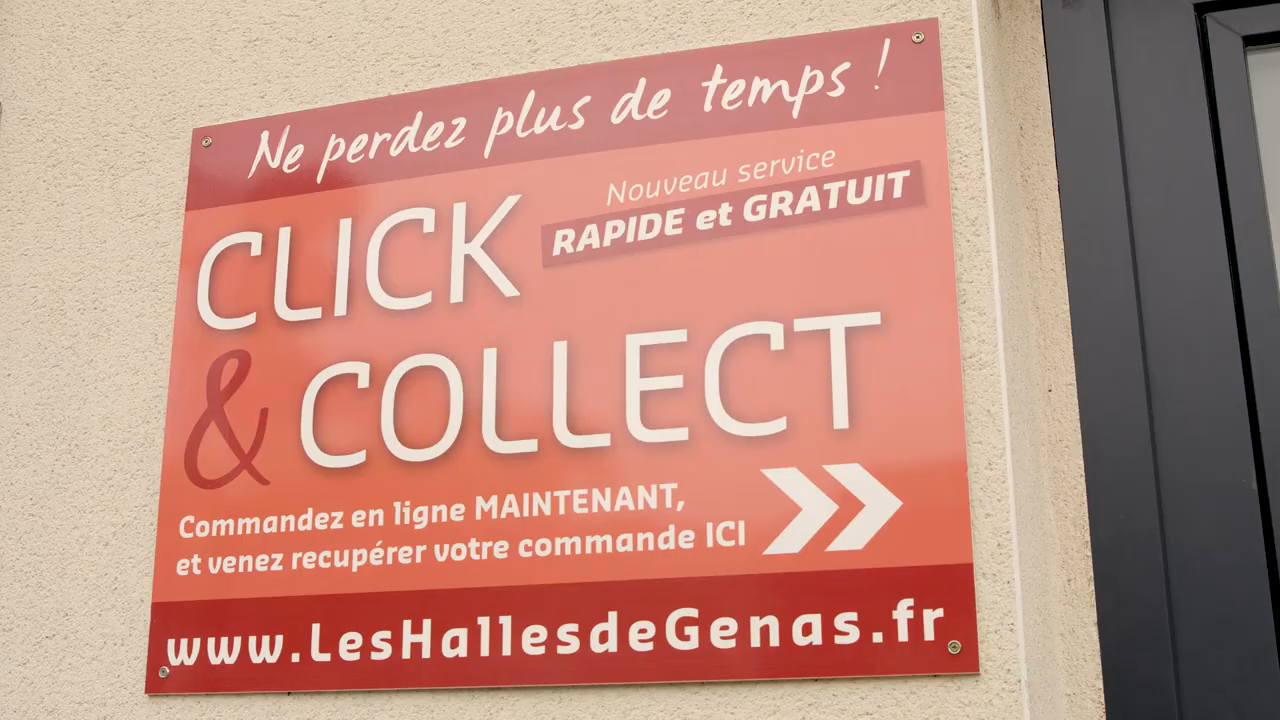 Ne perdez plus de temps !
Nouveau service
RAPIDE et GRATUIT
CLICK
& COLLECT
Commandez en ligne MAINTENANT,
et venez recupérer votre commande ICI
www.LesHallesdeGenas.fr